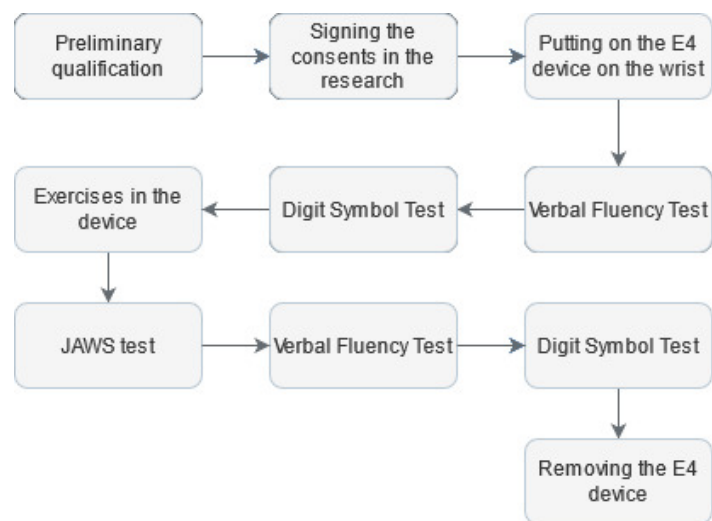 Preliminary
qualification
Signing the
consents in the
research
Putting on the E4
device on the wrist
Verbal Fluency Test
Digit Symbol Test
Exercises in the
device
JAWS test
Verbal Fluency Test
Digit Symbol Test
Removing the E4
device